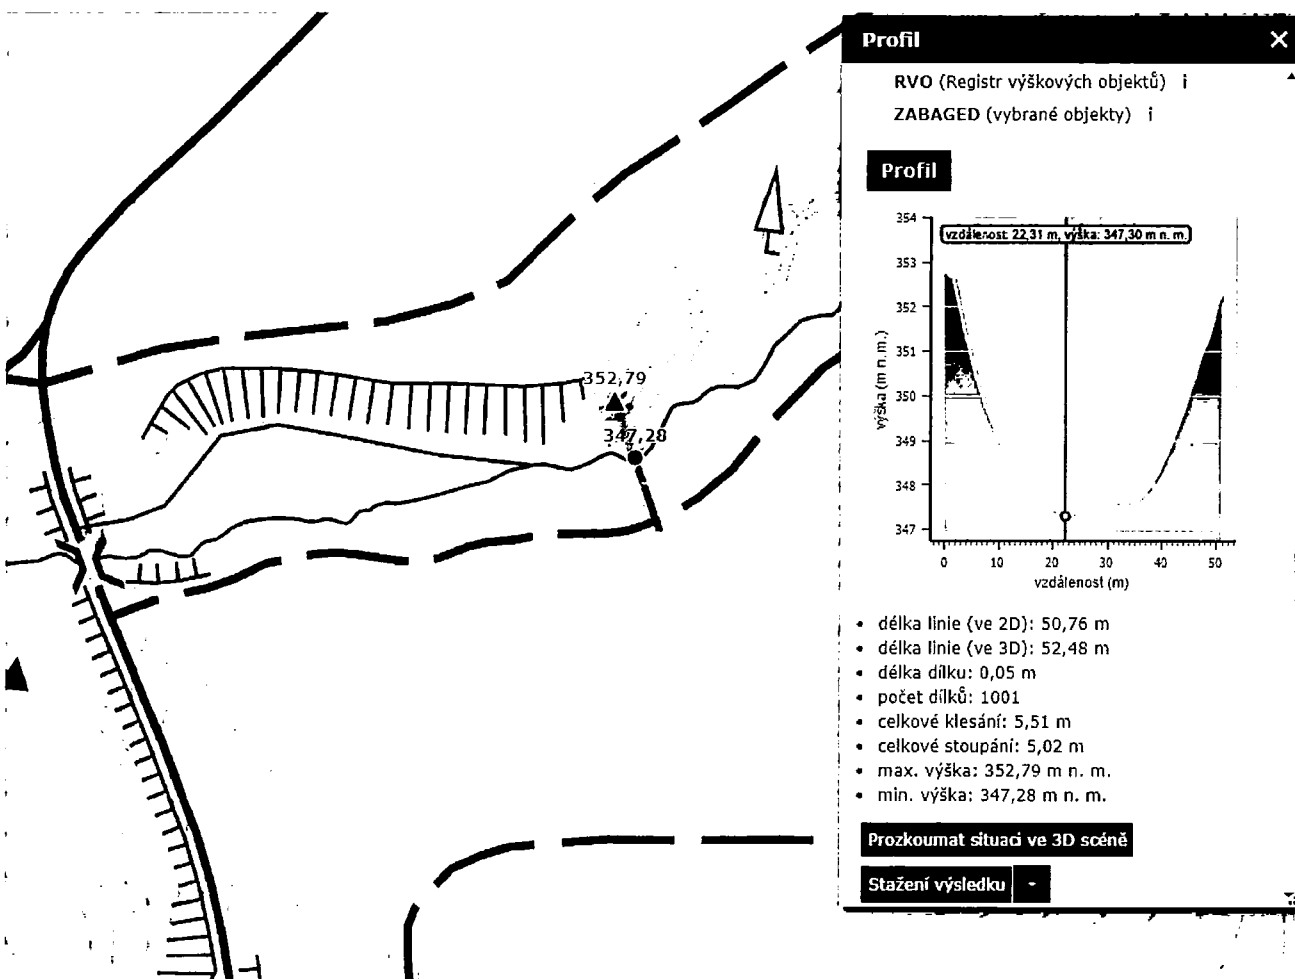 Profil
RVO (Registr výškových objektů) i
ZABAGED (vybrané objekty) i
Profil
354
vzdálenost: 22,31 m, výška: 347,30 m n. m.
353
352
351
350
349
348
347
výška (m n. m.)
0 10 20 30 40 50
vzdálenost (m)
352,79
347,28
• délka linie (ve 2D): 50,76 m
• délka linie (ve 3D): 52,48 m
• délka dílku: 0,05 m
• počet dílků: 1001
• celkové klesání: 5,51 m
• celkové stoupání: 5,02 m
• max. výška: 352,79 m n. m.
• min. výška: 347,28 m n. m.
Prozkoumat situaci ve 3D scéně
Stažení výsledku